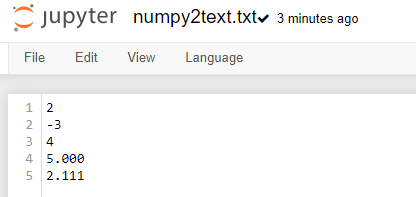 jupyter numpy2text.txt✔ 3 minutes ago
File Edit View Language
1 2
2 -3
3 4
4 5.000
5 2.111